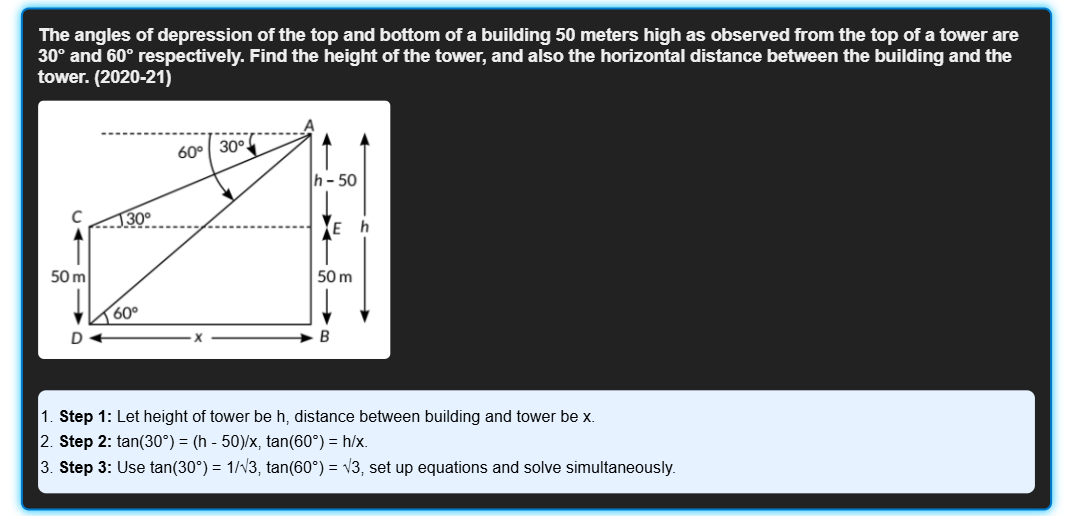 The angles of depression of the top and bottom of a building 50 meters high as observed from the top of a tower are
30° and 60° respectively. Find the height of the tower, and also the horizontal distance between the building and the
tower. (2020-21)
A
60° 30°
h - 50
C 30°
E h
50 m 50 m
60°
D x B
1. Step 1: Let height of tower be h, distance between building and tower be x.
2. Step 2: tan(30°) = (h - 50)/x, tan(60°) = h/x.
3. Step 3: Use tan(30°) = 1/√3, tan(60°) = √3, set up equations and solve simultaneously.